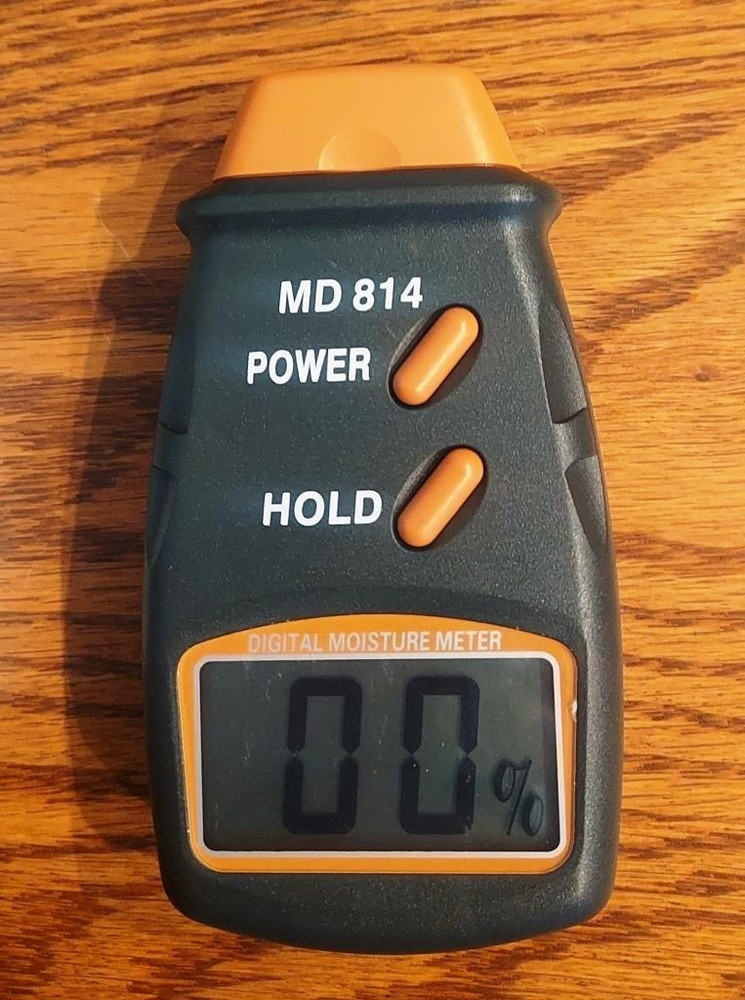 MD 814
POWER
HOLD
DIGITAL MOISTURE METER
00%